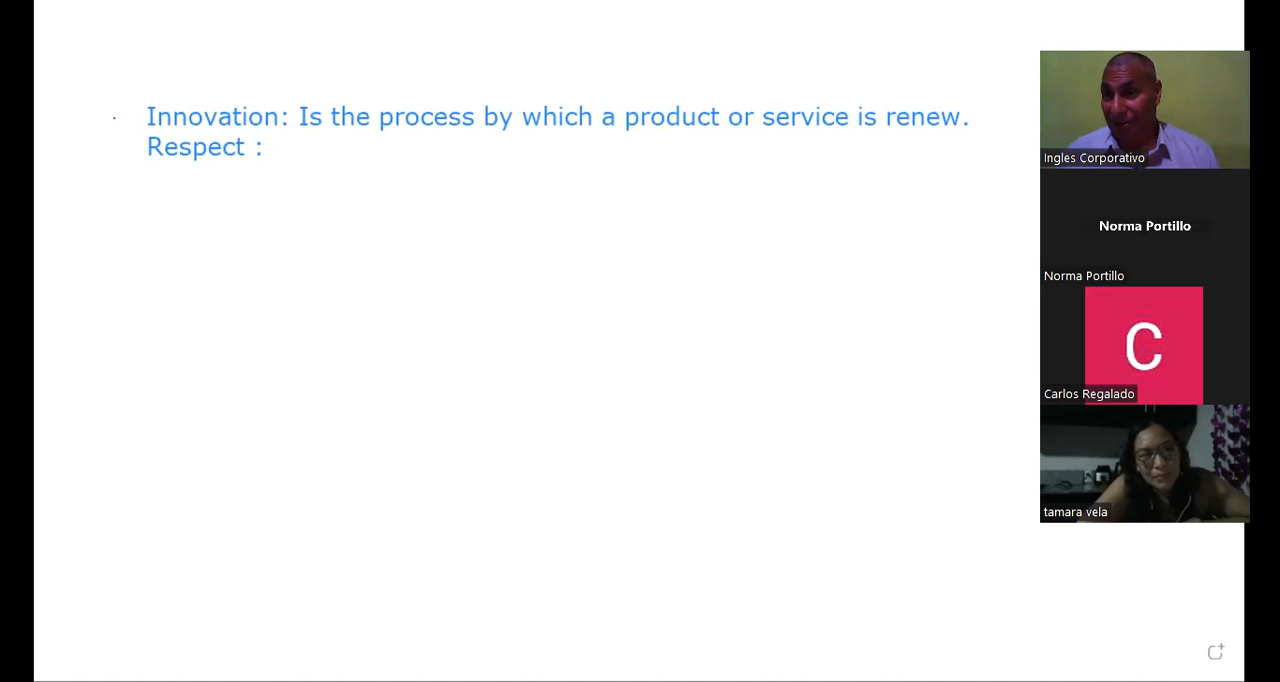 Innovation: Is the process by which a product or service is renew.
Respect :
Ingles Corporativo
Norma Portillo
Norma Portillo
C
Carlos Regalado
tamara vela